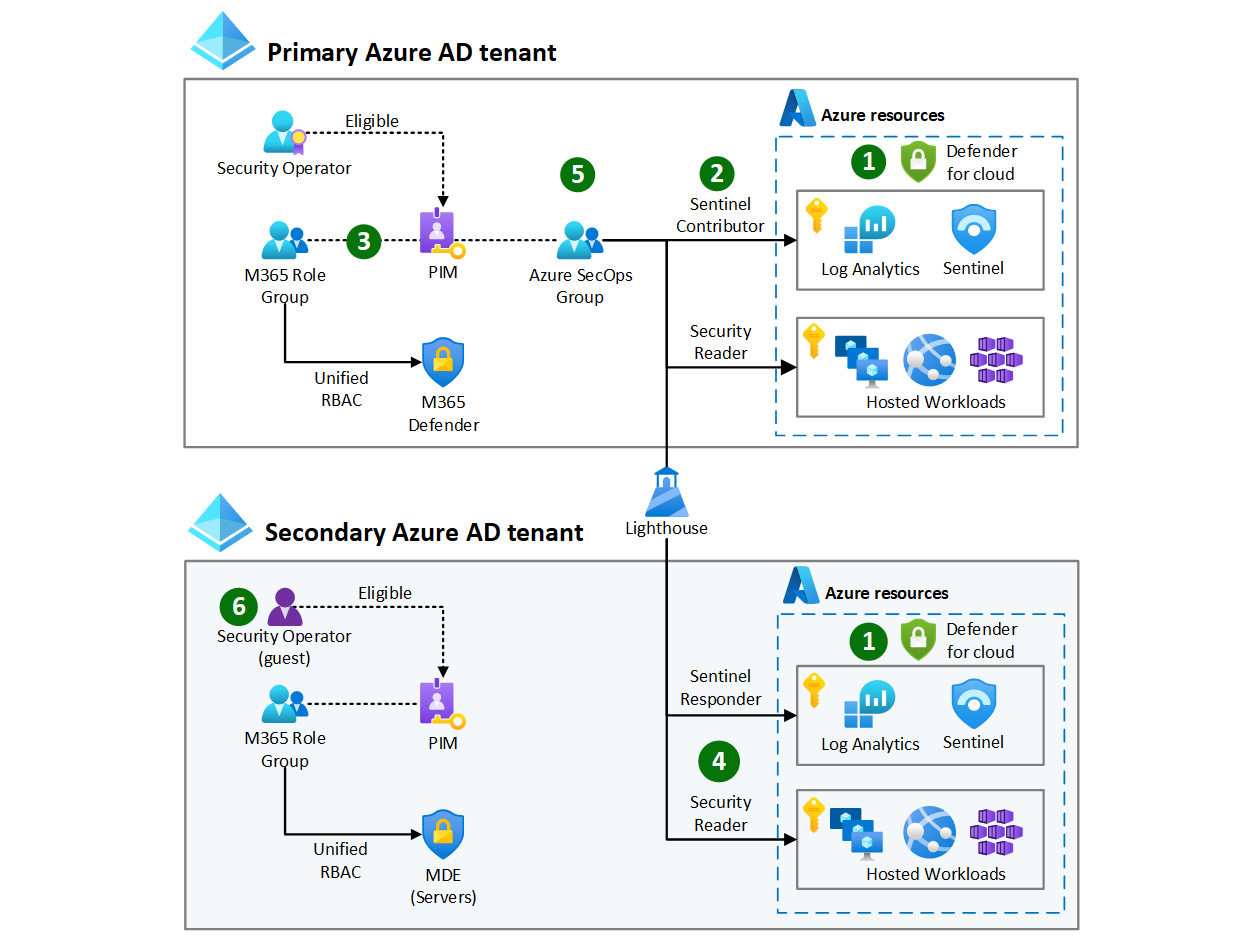 Primary Azure AD tenant
Eligible
Security Operator
3
M365 Role
Group
PIM
5
Azure SecOps
Group
Unified
RBAC
M365
Defender
2
Sentinel
Contributor
Security
Reader
Azure resources
1
Defender
for cloud
Log Analytics
Sentinel
Hosted Workloads
Lighthouse
Secondary Azure AD tenant
6
Eligible
Security Operator
(guest)
M365 Role
Group
PIM
Unified
RBAC
MDE
(Servers)
Sentinel
Responder
4
Security
Reader
Azure resources
1
Defender
for cloud
Log Analytics
Sentinel
Hosted Workloads